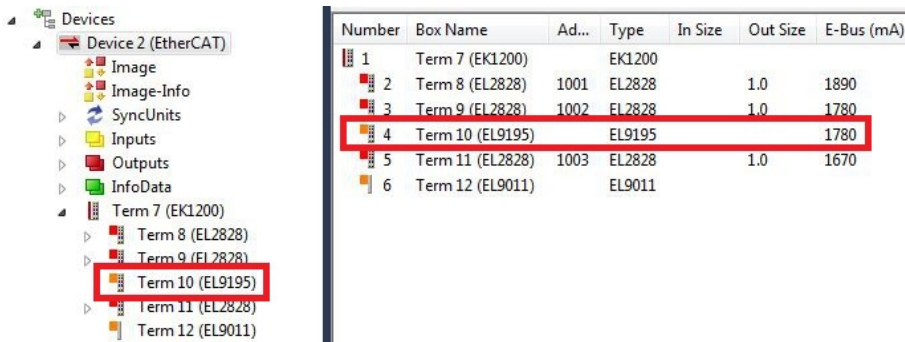 Devices
Device 2 (EtherCAT)
Image
Image-Info
SyncUnits
Inputs
Outputs
InfoData
Term 7 (EK1200)
Term 8 (EL2828)
Term 9 (EL2828)
Term 10 (EL9195)
Term 11 (EL2828)
Term 12 (EL9011)
Number Box Name Ad... Type In Size Out Size E-Bus (mA)
1 Term 7 (EK1200) EK1200
2 Term 8 (EL2828) 1001 EL2828 1.0 1890
3 Term 9 (EL2828) 1002 EL2828 1.0 1780
4 Term 10 (EL9195) EL9195 1780
5 Term 11 (EL2828) 1003 EL2828 1.0 1670
6 Term 12 (EL9011) EL9011